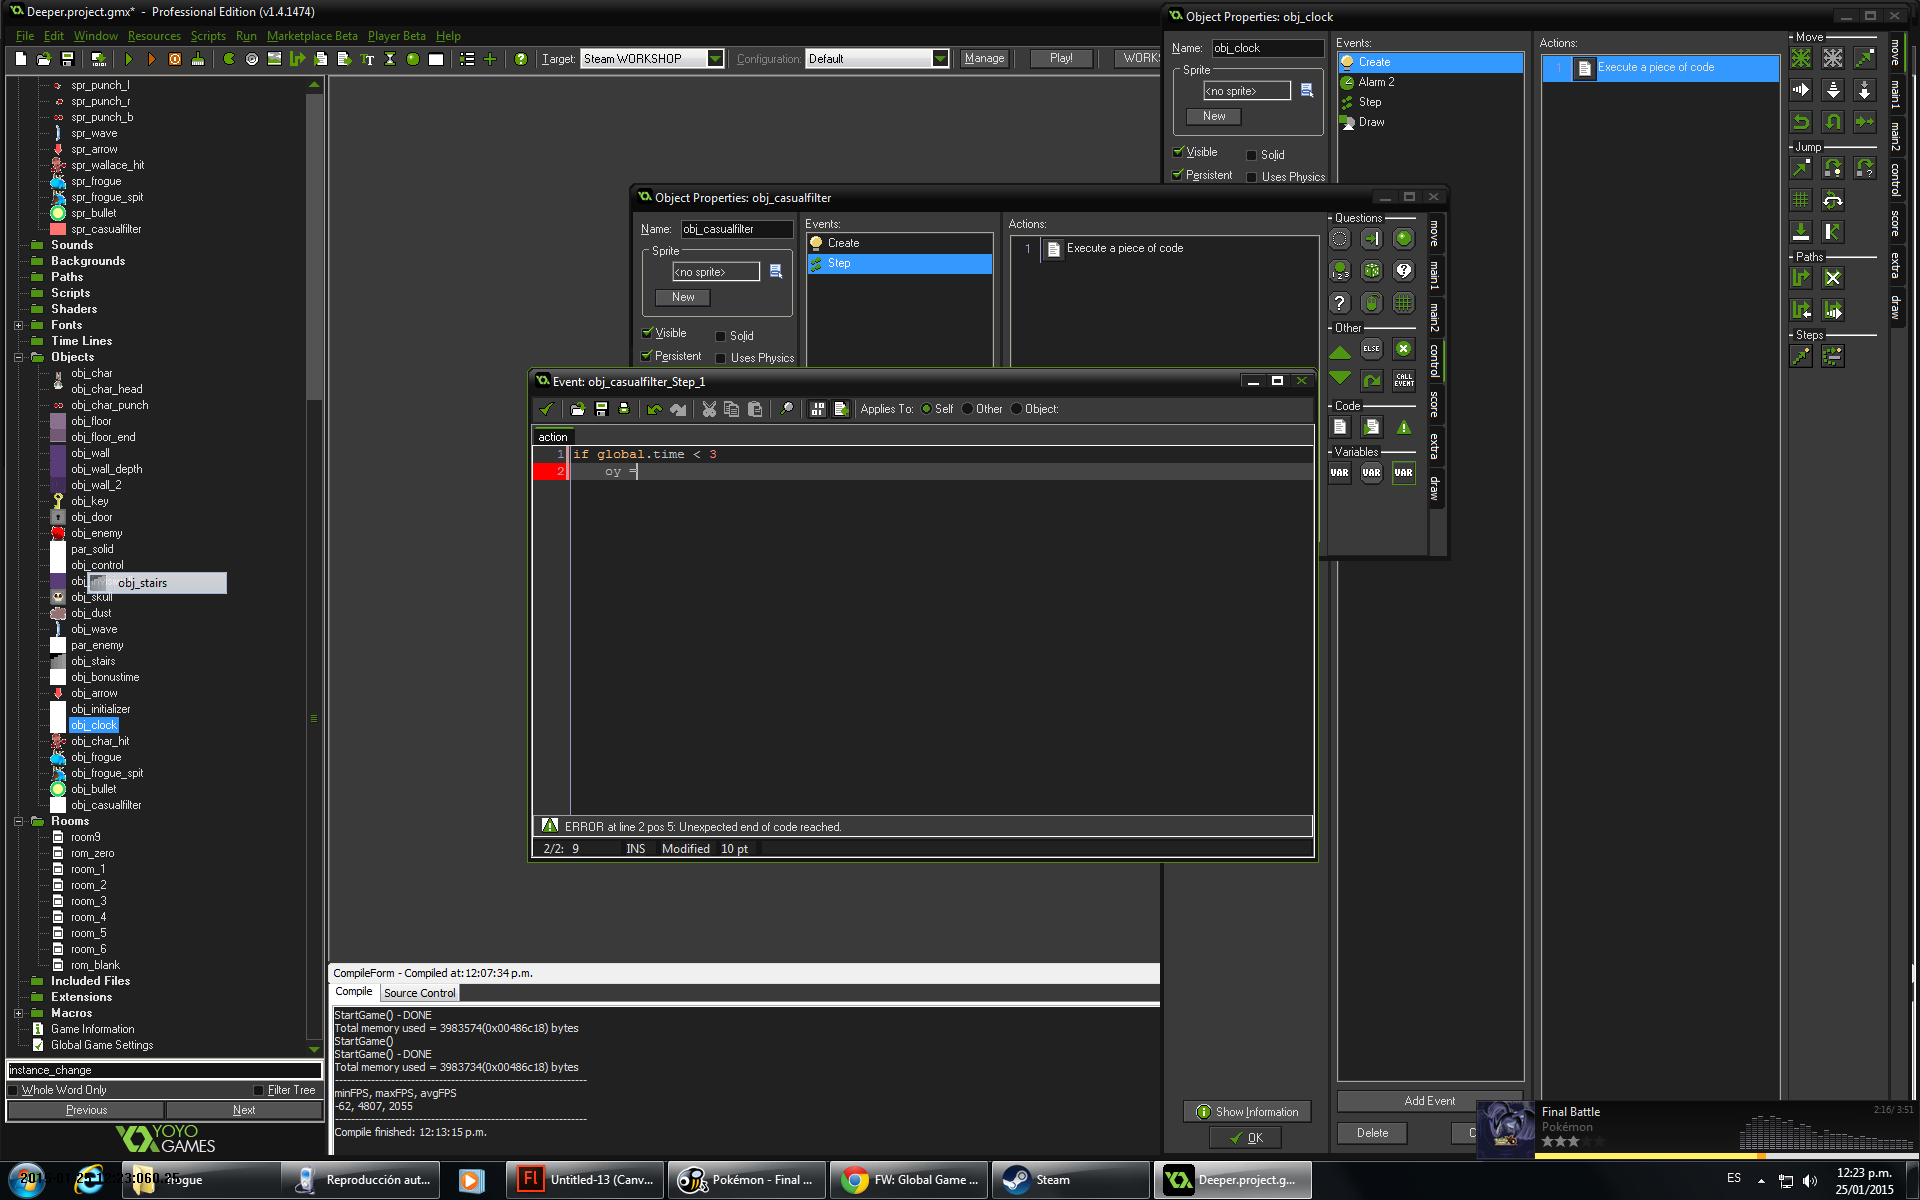 Deeper.project.gmx* - Professional Edition (v1.4.1474)
File Edit Window Resources Scripts Run Marketplace Beta Player Beta Help
Target: Steam WORKSHOP Configuration: Default Manage Play!
spr_punch_l
spr_punch_r
spr_punch_b
spr_wave
spr_arrow
spr_wallace_hit
spr_frogue
spr_frogue_spit
spr_bullet
spr_casualfilter
Sounds
Backgrounds
Paths
Scripts
Shaders
Fonts
Time Lines
Objects
obj_char
obj_char_head
obj_char_punch
obj_floor
obj_floor_end
obj_wall
obj_wall_depth
obj_wall_2
obj_key
obj_door
obj_enemy
par_solid
obj_control
obj_stairs
obj_skull
obj_dust
obj_wave
par_enemy
obj_stairs
obj_bonustime
obj_arrow
obj_initializer
obj_clock
obj_char_hit
obj_frogue
obj_frogue_spit
obj_bullet
obj_casualfilter
Rooms
room9
rom_zero
room_1
room_2
room_3
room_4
room_5
room_6
rom_blank
Included Files
Extensions
Macros
Game Information
Global Game Settings
instance_change
Whole Word Only Filter Tree
Previous Next
YOYO GAMES
Object Properties: obj_clock
Name: obj_clock
Sprite
<no sprite>
New
Visible Solid
Persistent Uses Physics
Events:
Create
Alarm 2
Step
Draw
Actions:
1 Execute a piece of code
Move
Jump
Paths
Steps
move
main1
main2
control
score
extra
draw
Show Information
OK
Add Event
Delete
Object Properties: obj_casualfilter
Name: obj_casualfilter
Sprite
<no sprite>
New
Visible Solid
Persistent Uses Physics
Events:
Create
Step
Actions:
1 Execute a piece of code
Questions
Other
ELSE
CALL EVENT
Code
Variables
VAR VAR VAR
move
main1
main2
control
score
extra
draw
Event: obj_casualfilter_Step_1
Applies To: Self Other Object:
action
1 if global.time < 3
2 oy =
ERROR at line 2 pos 5: Unexpected end of code reached.
2/2: 9 INS Modified 10 pt
CompileForm - Compiled at: 12:07:34 p.m.
Compile Source Control
StartGame() - DONE
Total memory used = 3983574(0x00486c18) bytes
StartGame()
StartGame() - DONE
Total memory used = 3983734(0x00486c18) bytes
minFPS, maxFPS, avgFPS
-62, 4807, 2055
Compile finished: 12:13:15 p.m.
Final Battle
Pokémon
2:16/ 3:51
Reproducción aut...
Untitled-13 (Canv...
Pokémon - Final ...
FW: Global Game ...
Steam
Deeper.project.g...
ES
12:23 p.m.
25/01/2015